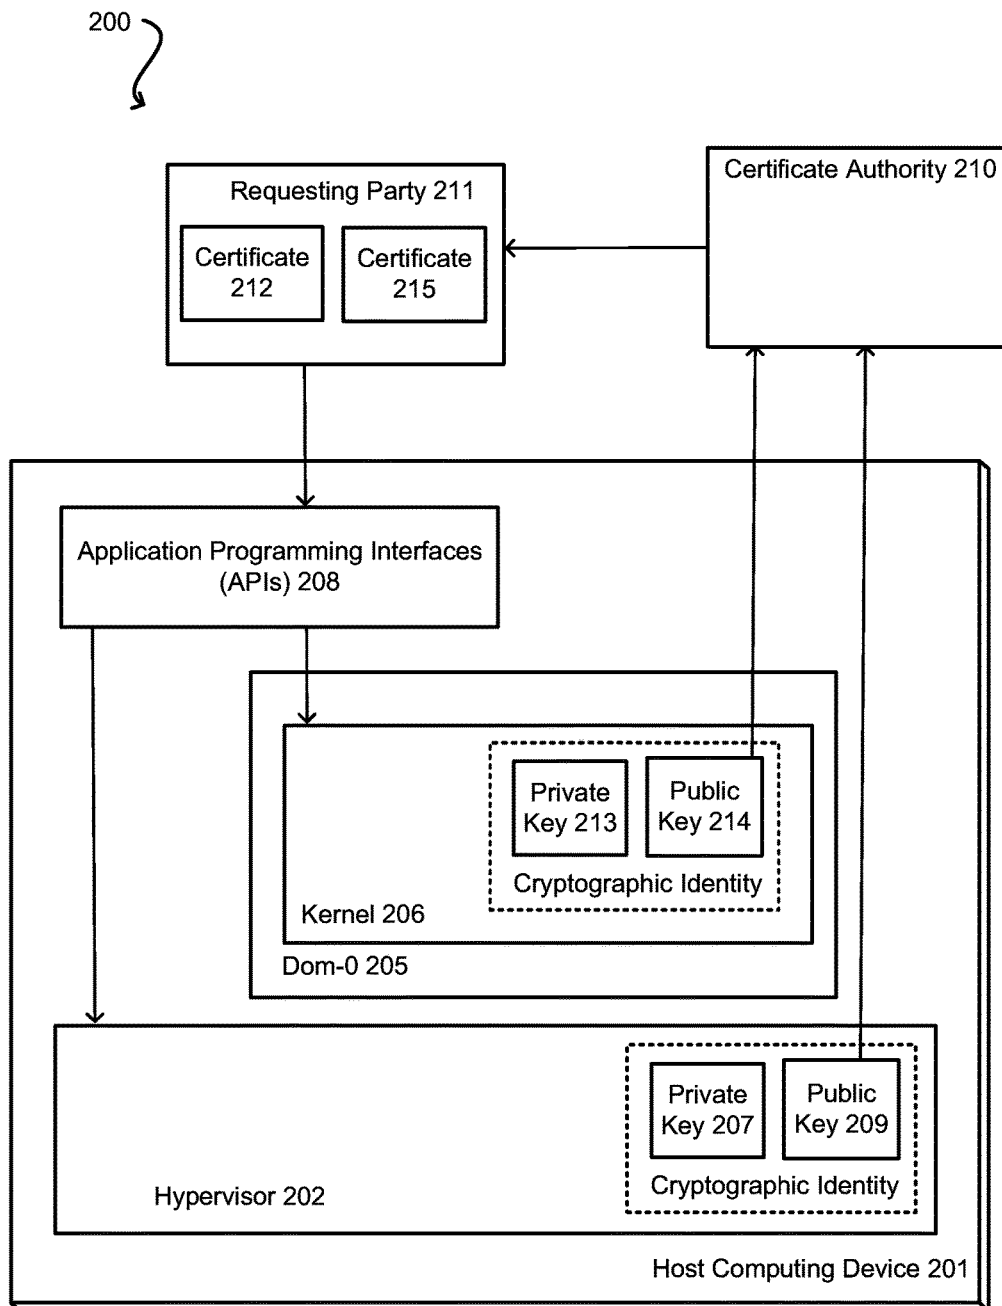 200
Requesting Party 211
Certificate
212
Certificate
215
Certificate Authority 210
Application Programming Interfaces
(APIs) 208
Private
Key 213
Public
Key 214
Cryptographic Identity
Kernel 206
Dom-0 205
Private
Key 207
Public
Key 209
Cryptographic Identity
Hypervisor 202
Host Computing Device 201